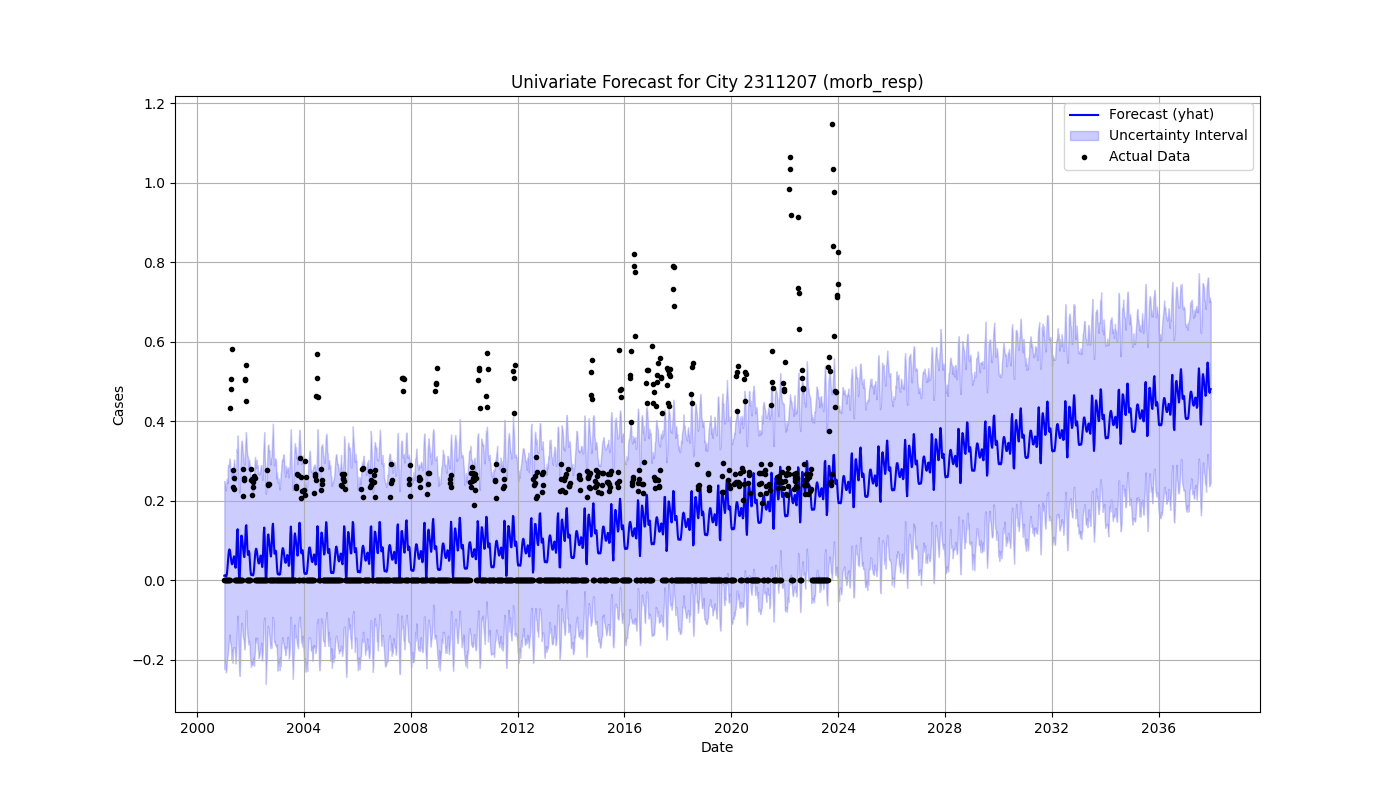 Univariate Forecast for City 2311207 (morb_resp)
Forecast (yhat)
Uncertainty Interval
Actual Data
1.2
1.0
0.8
0.6
0.4
0.2
0.0
−0.2
Cases
2000 2004 2008 2012 2016 2020 2024 2028 2032 2036
Date